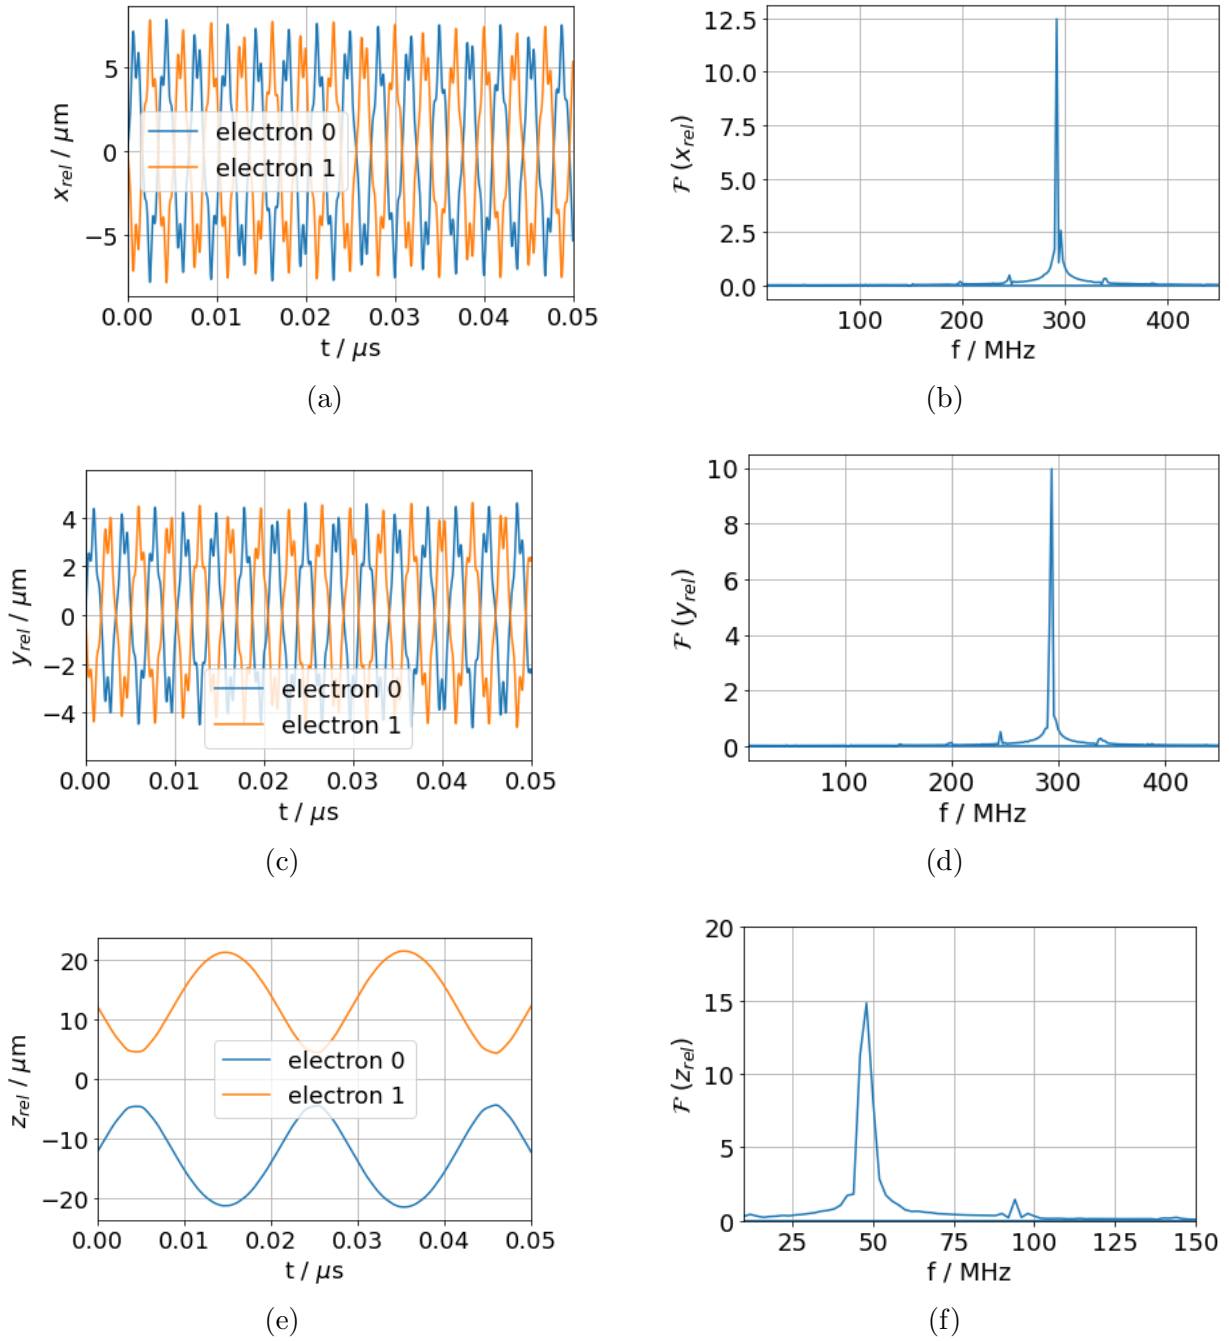 5
0
−5
x_rel / μm
electron 0
electron 1
0.00 0.01 0.02 0.03 0.04 0.05
t / μs
(a)
12.5
10.0
7.5
5.0
2.5
0.0
ℱ (x_rel)
100 200 300 400
f / MHz
(b)
4
2
0
−2
−4
y_rel / μm
electron 0
electron 1
0.00 0.01 0.02 0.03 0.04 0.05
t / μs
(c)
10
8
6
4
2
0
ℱ (y_rel)
100 200 300 400
f / MHz
(d)
20
10
0
−10
−20
z_rel / μm
electron 0
electron 1
0.00 0.01 0.02 0.03 0.04 0.05
t / μs
(e)
20
15
10
5
0
ℱ (z_rel)
25 50 75 100 125 150
f / MHz
(f)